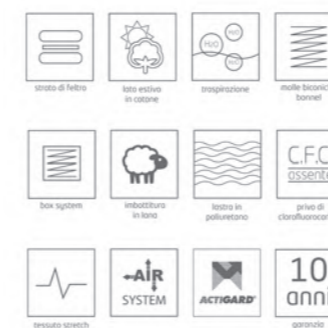 H₂O
H₂O
H₂O
strato di feltro
lato estivo
in cotone
traspirazione
molle biconich
bonnel
C.F.C
assente
box system
imbottitura
in lana
lastra in
poliuretano
privo di
clorofluorocar
AIR
SYSTEM
ACTIGARD®
10
anni
tessuto stretch
garanzia